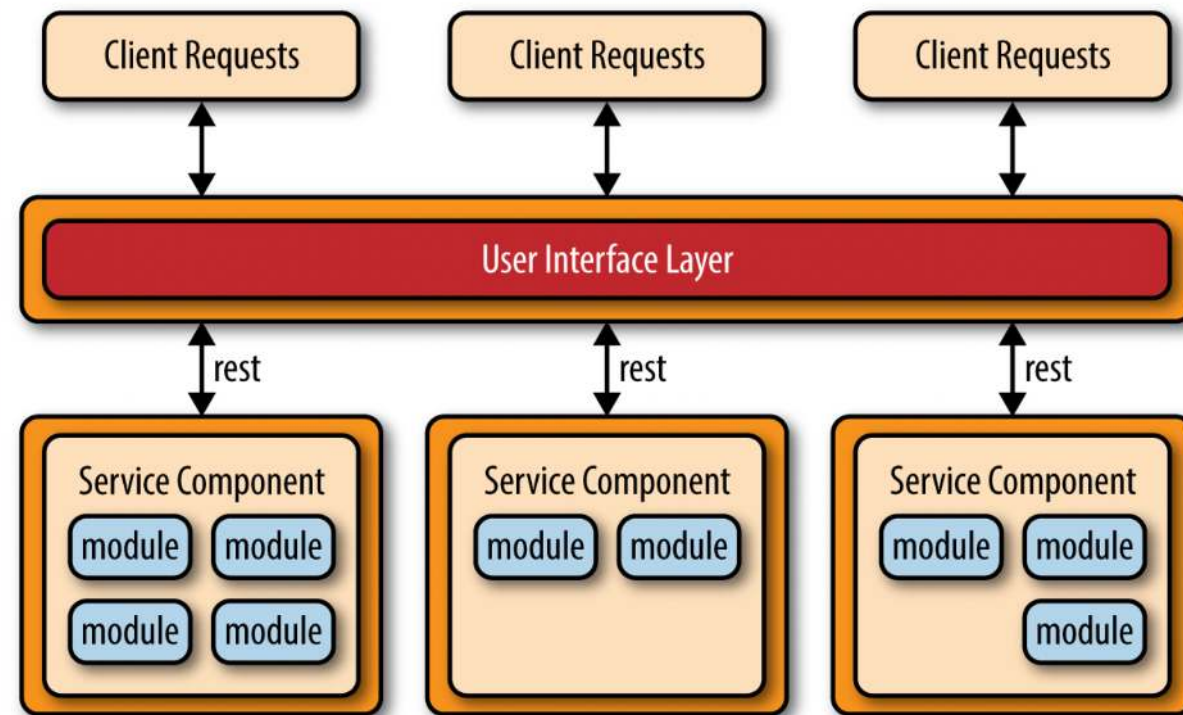 Client Requests
Client Requests
Client Requests
User Interface Layer
rest
rest
rest
Service Component
module module
module module
Service Component
module module
Service Component
module module
module